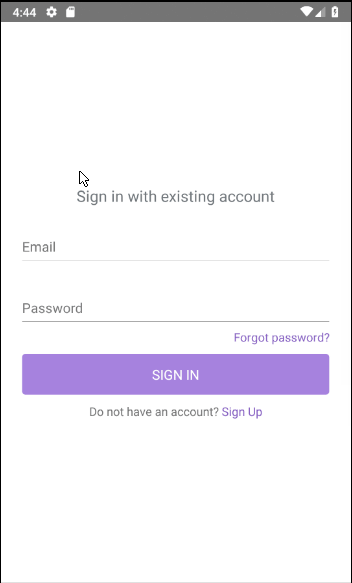 4:44
Sign in with existing account
Email
Password
Forgot password?
SIGN IN
Do not have an account? Sign Up